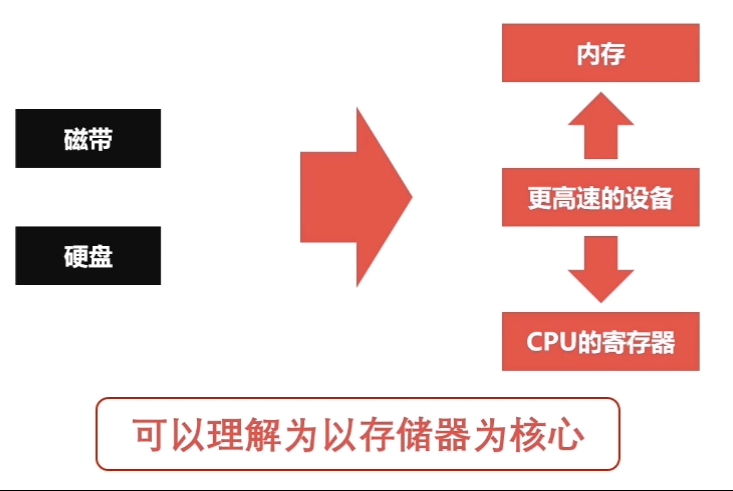 磁带
硬盘
内存
更高速的设备
CPU的寄存器
可以理解为以存储器为核心